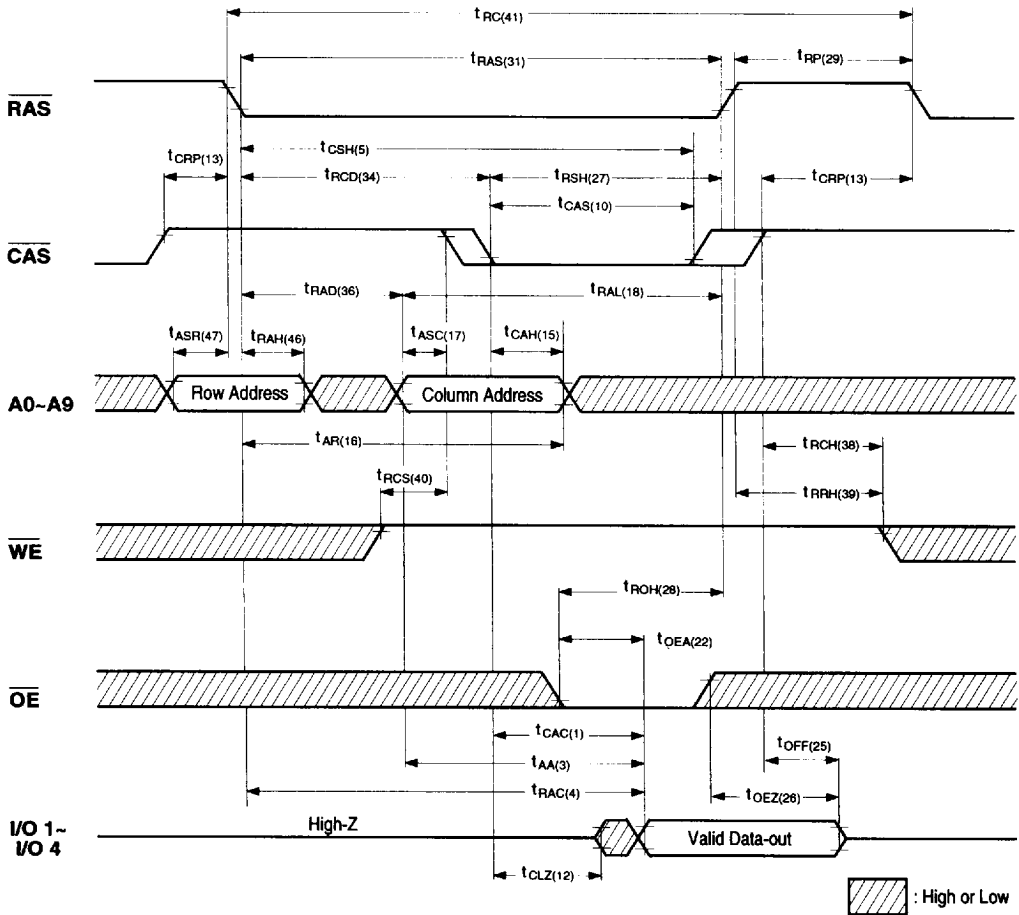 tRC(41)
tRAS(31)
tRP(29)
RAS
tCSH(5)
tCRP(13)
tRCD(34)
tRSH(27)
tCRP(13)
tCAS(10)
CAS
tRAD(36)
tRAL(18)
tASR(47)
tRAH(46)
tASC(17)
tCAH(15)
A0~A9
Row Address
Column Address
tAR(16)
tRCH(38)
tRCS(40)
tRRH(39)
WE
tROH(28)
tOEA(22)
OE
tCAC(1)
tOFF(25)
tAA(3)
tRAC(4)
tOEZ(26)
I/O 1~
I/O 4
High-Z
Valid Data-out
tCLZ(12)
: High or Low